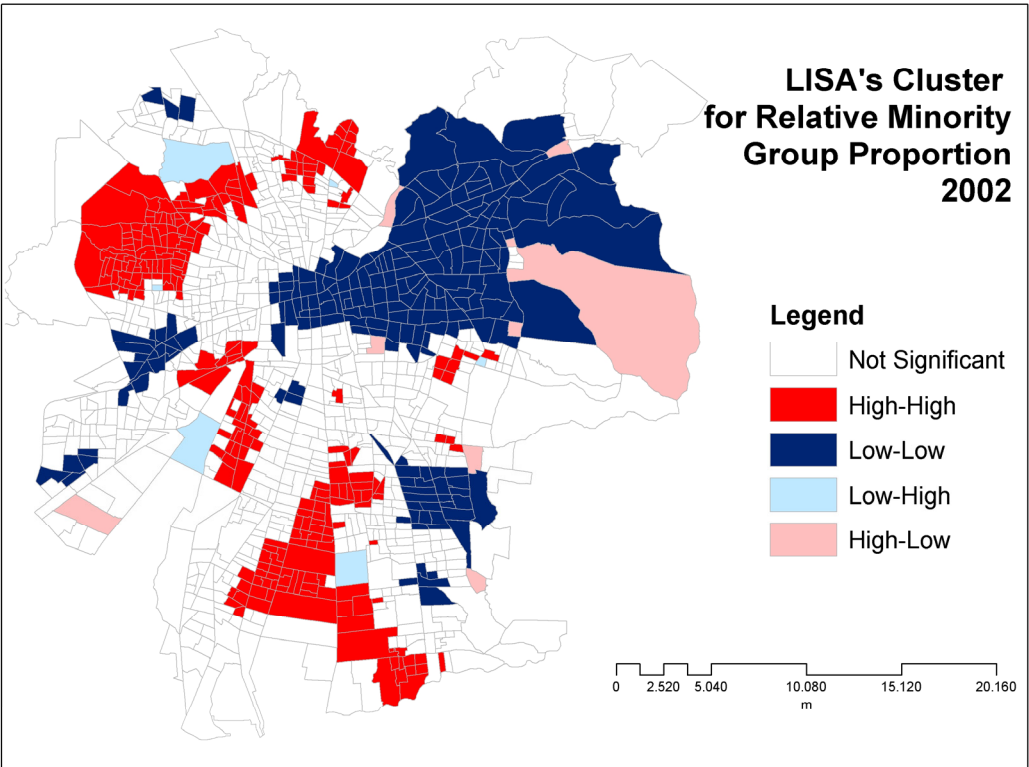 LISA's Cluster
for Relative Minority
Group Proportion
2002
Legend
Not Significant
High-High
Low-Low
Low-High
High-Low
0 2.520 5.040 10.080 15.120 20.160
m